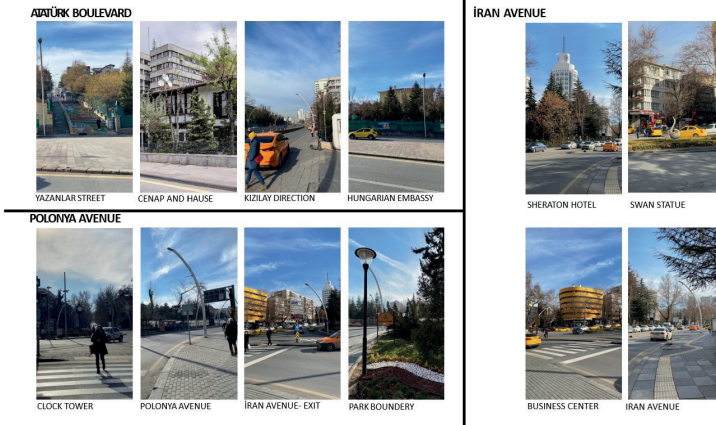 ATATÜRK BOULEVARD
YAZANLAR STREET
CENAP AND HAUSE
KIZILAY DIRECTION
HUNGARIAN EMBASSY
POLONYA AVENUE
CLOCK TOWER
POLONYA AVENUE
İRAN AVENUE- EXIT
PARK BOUNDERY
İRAN AVENUE
SHERATON HOTEL
SWAN STATUE
BUSINESS CENTER
IRAN AVENUE